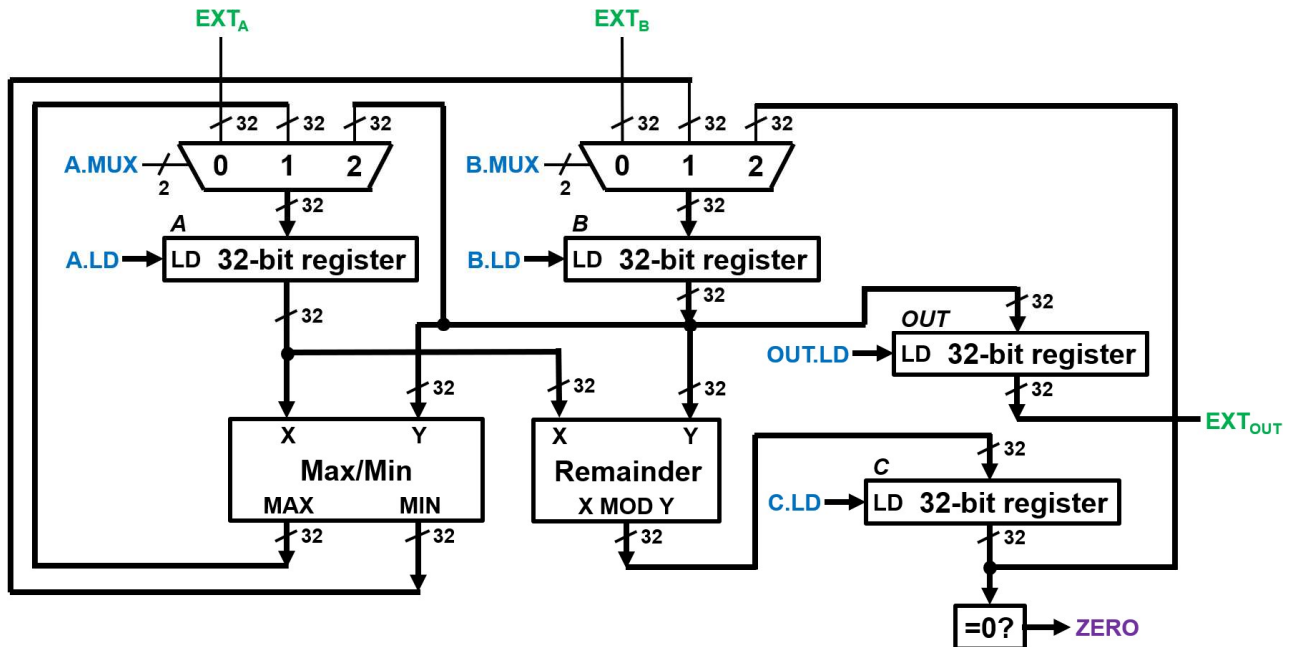 EXTA EXTB
32 32 32 32 32 32
A.MUX 0 1 2 B.MUX 0 1 2
2 2
32 32
A B
A.LD LD 32-bit register B.LD LD 32-bit register
32 32 32
OUT
OUT.LD LD 32-bit register
32 32 32 32
EXTOUT
X Y X Y
32
Max/Min Remainder
C
MAX MIN X MOD Y C.LD LD 32-bit register
32 32 32 32
=0? ZERO